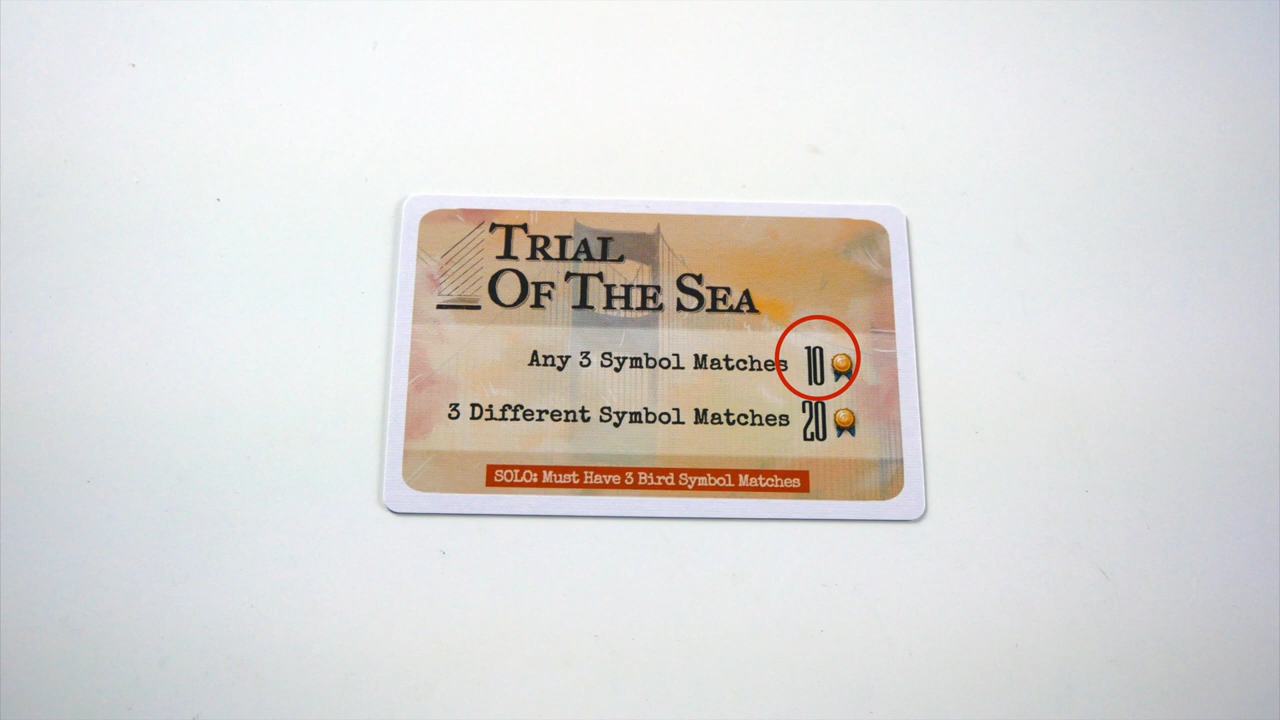 Trial
Of The Sea
Any 3 Symbol Matches 10
3 Different Symbol Matches 20
SOLO: Must Have 3 Bird Symbol Matches